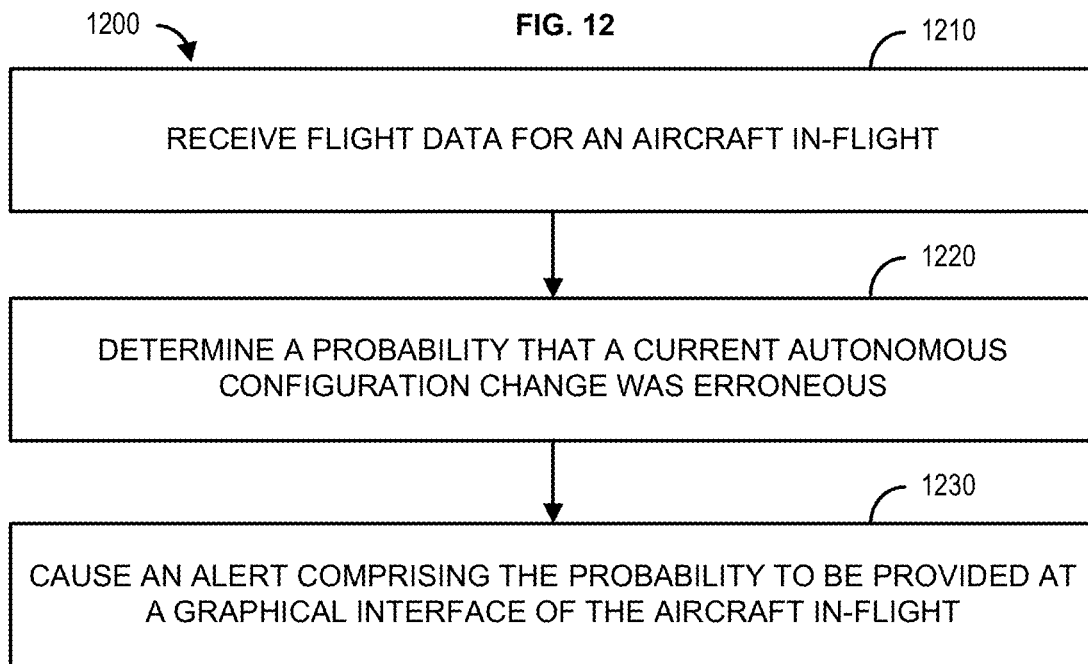 1200
FIG. 12
1210
RECEIVE FLIGHT DATA FOR AN AIRCRAFT IN-FLIGHT
1220
DETERMINE A PROBABILITY THAT A CURRENT AUTONOMOUS
CONFIGURATION CHANGE WAS ERRONEOUS
1230
CAUSE AN ALERT COMPRISING THE PROBABILITY TO BE PROVIDED AT
A GRAPHICAL INTERFACE OF THE AIRCRAFT IN-FLIGHT